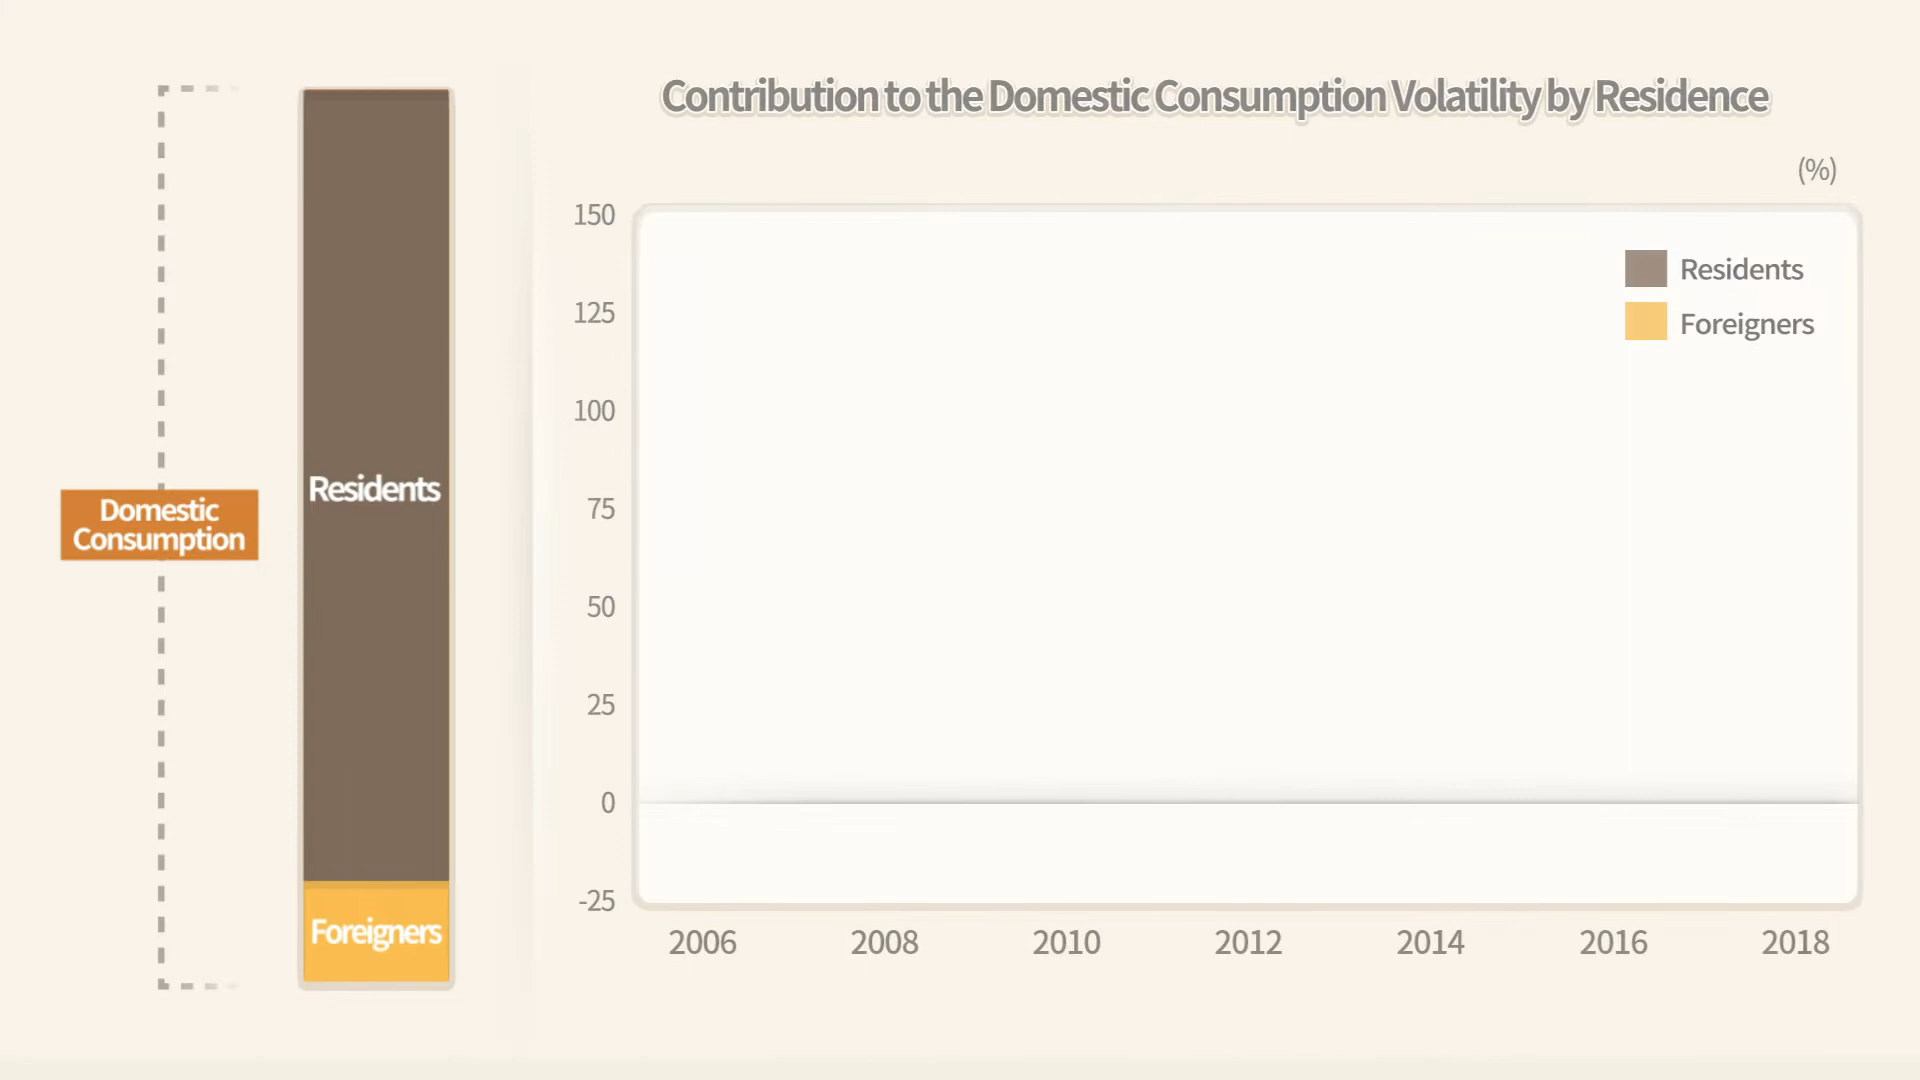 Domestic
Consumption
Residents
Foreigners
Contribution to the Domestic Consumption Volatility by Residence
(%)
150
125
100
75
50
25
0
-25
Residents
Foreigners
2006 2008 2010 2012 2014 2016 2018